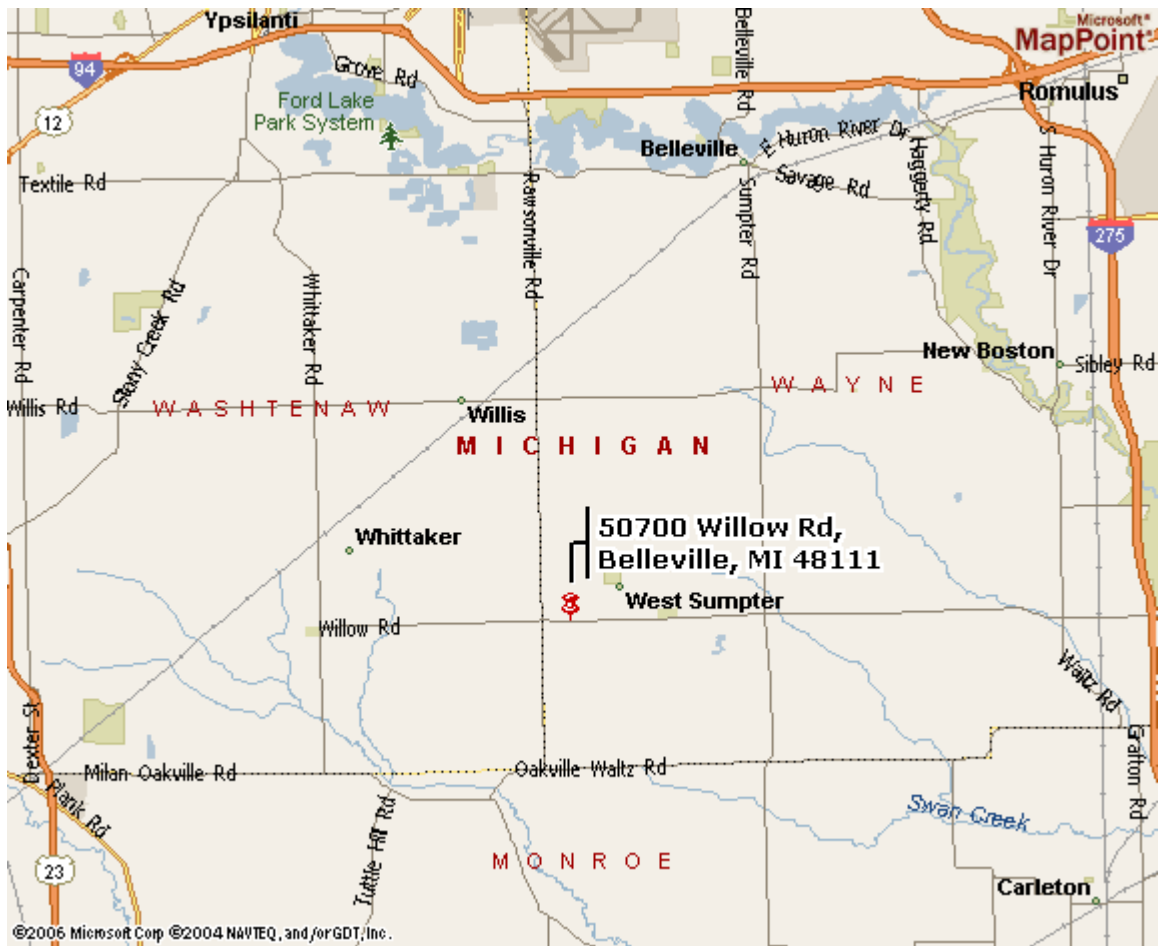 Ypsilanti
Belleville Rd
Microsoft®
MapPoint®
94
Grove Rd
Romulus
Ford Lake
Park System
12
E Huron River Dr
S Huron River Dr
Belleville
Haggerty Rd
Textile Rd
Rawsonville Rd
Sumpter Rd
Savage Rd
275
Carpenter Rd
Stony Creek Rd
Whittaker Rd
New Boston
Sibley Rd
WAYNE
Willis Rd
WASHTENAW
Willis
MICHIGAN
50700 Willow Rd,
Belleville, MI 48111
Whittaker
West Sumpter
Willow Rd
Waltz Rd
Dexter St
Grafton Rd
Milan Oakville Rd
Oakville Waltz Rd
Plank Rd
Tuttle Hill Rd
Swan Creek
23
MONROE
Carleton
©2006 Microsoft Corp ©2004 NAVTEQ, and/or GDT, Inc.